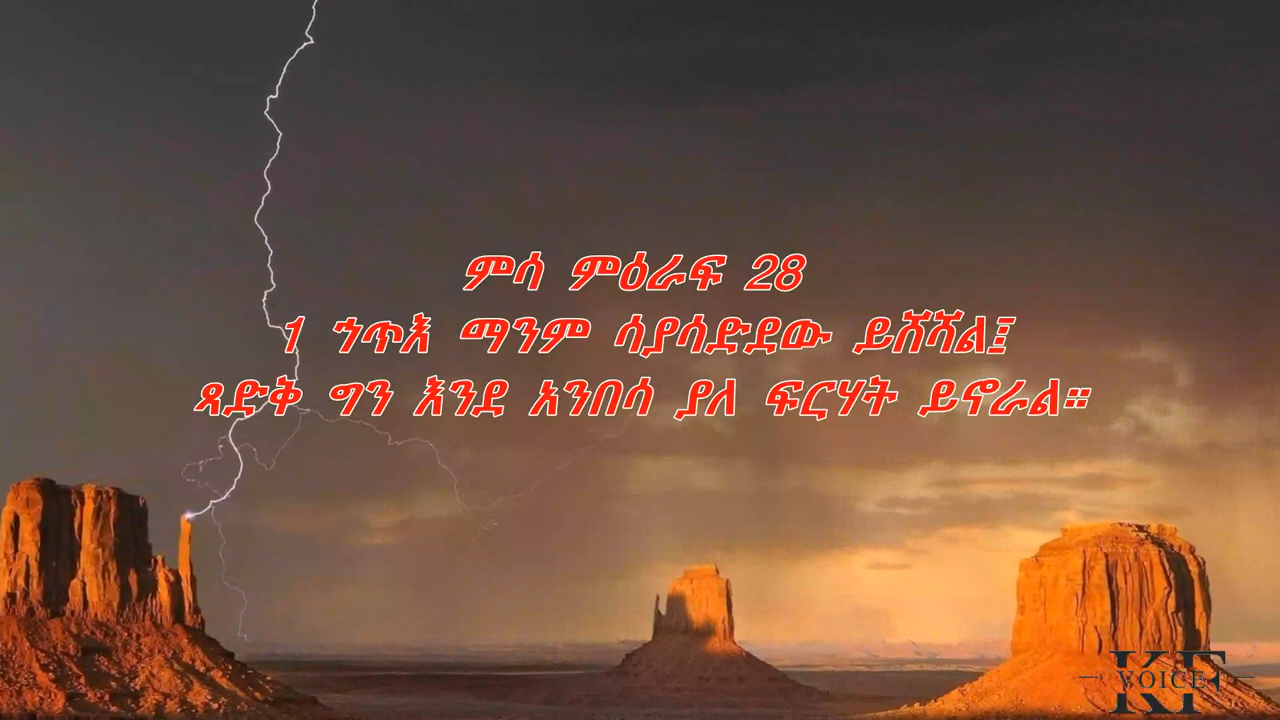 ምሳ ምዕራፍ 28
1 ኀጥእ ማንም ሳያሳድደው ይሸሻል፤
ጻድቅ ግን እንደ አንበሳ ያለ ፍርሃት ይኖራል።
KF
VOICE